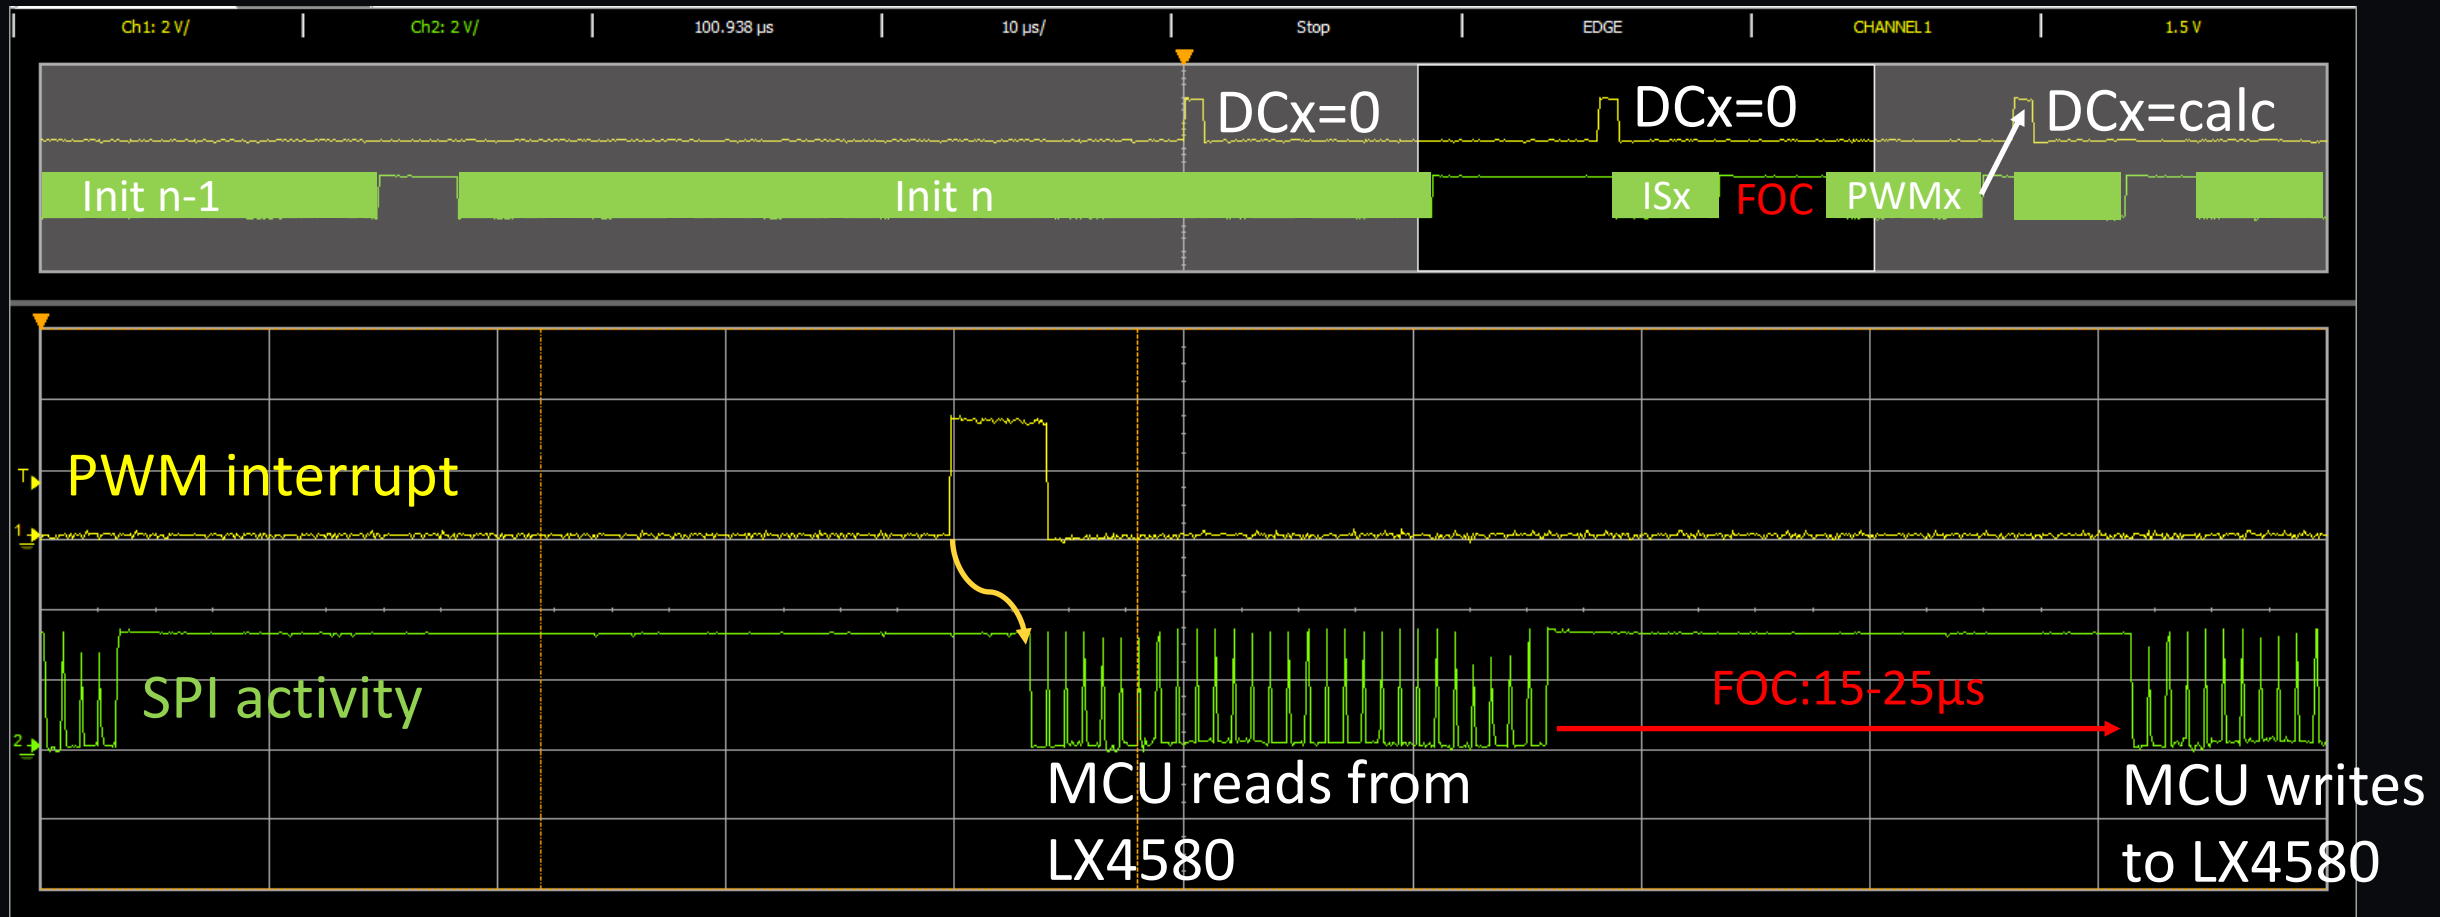 Ch1: 2 V/ Ch2: 2 V/ 100.938 µs 10 µs/ Stop EDGE CHANNEL1 1.5 V
DCx=0 DCx=0 DCx=calc
Init n-1 Init n ISx FOC PWMx
T
PWM interrupt
1
SPI activity
FOC:15-25µs
2
MCU reads from
LX4580
MCU writes
to LX4580